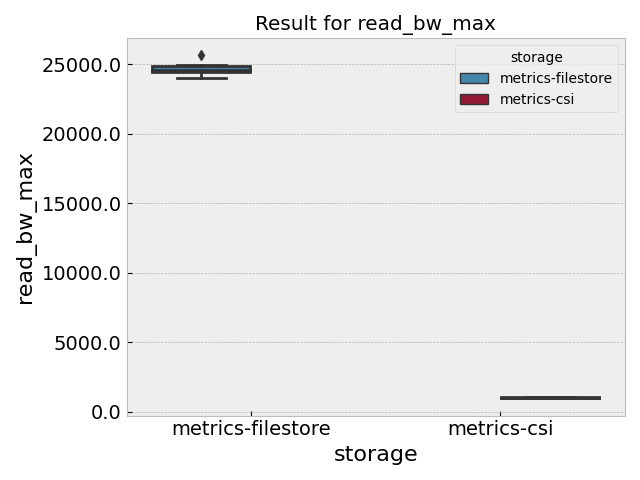 Result for read_bw_max
storage
metrics-filestore
metrics-csi
25000.0
20000.0
15000.0
10000.0
5000.0
0.0
read_bw_max
metrics-filestore
metrics-csi
storage